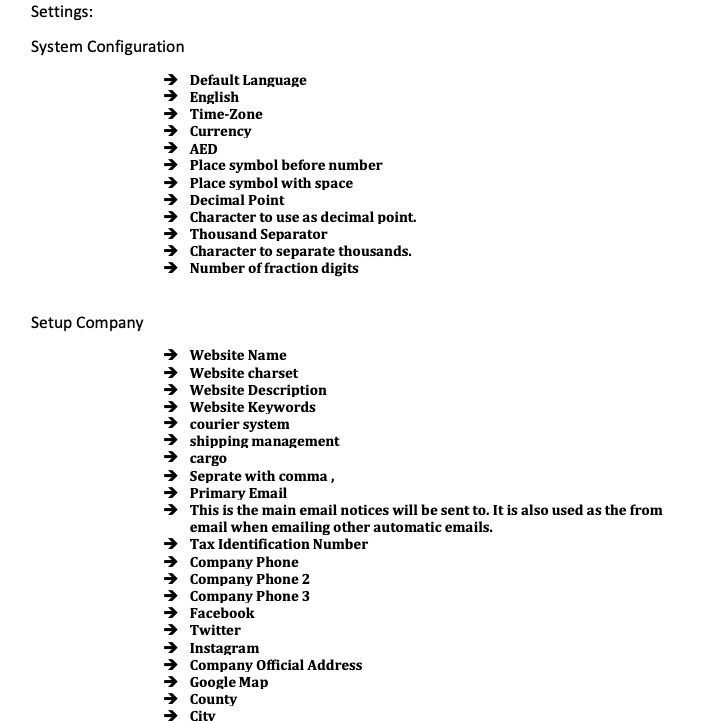 Settings:
System Configuration
➔ Default Language
➔ English
➔ Time-Zone
➔ Currency
➔ AED
➔ Place symbol before number
➔ Place symbol with space
➔ Decimal Point
➔ Character to use as decimal point.
➔ Thousand Separator
➔ Character to separate thousands.
➔ Number of fraction digits
Setup Company
➔ Website Name
➔ Website charset
➔ Website Description
➔ Website Keywords
➔ courier system
➔ shipping management
➔ cargo
➔ Seprate with comma ,
➔ Primary Email
➔ This is the main email notices will be sent to. It is also used as the from
email when emailing other automatic emails.
➔ Tax Identification Number
➔ Company Phone
➔ Company Phone 2
➔ Company Phone 3
➔ Facebook
➔ Twitter
➔ Instagram
➔ Company Official Address
➔ Google Map
➔ County
➔ City